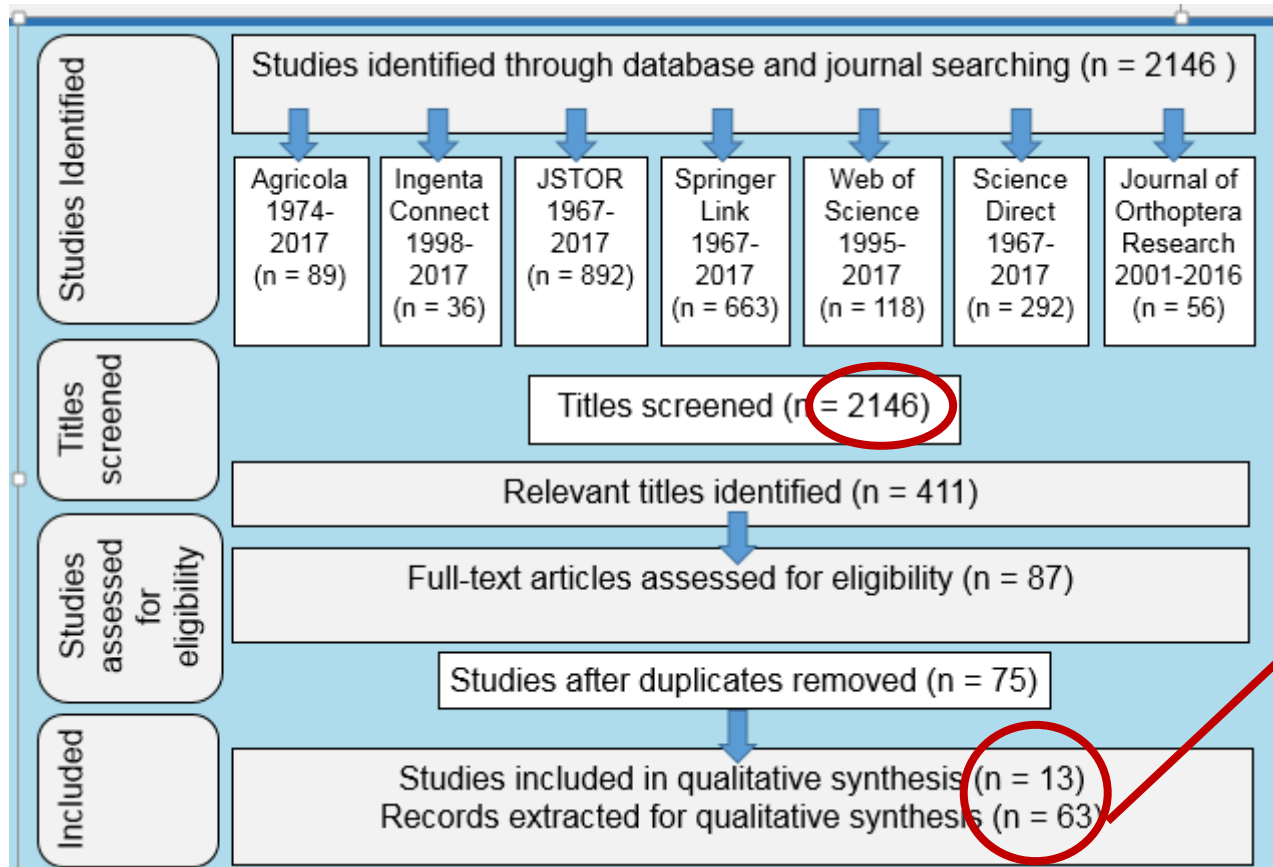 Studies Identified
Studies identified through database and journal searching (n = 2146 )
Agricola
1974-
2017
(n = 89)
Ingenta
Connect
1998-
2017
(n = 36)
JSTOR
1967-
2017
(n = 892)
Springer
Link
1967-
2017
(n = 663)
Web of
Science
1995-
2017
(n = 118)
Science
Direct
1967-
2017
(n = 292)
Journal of
Orthoptera
Research
2001-2016
(n = 56)
Titles
screened
Titles screened (n = 2146)
Relevant titles identified (n = 411)
Studies
assessed
for
eligibility
Full-text articles assessed for eligibility (n = 87)
Studies after duplicates removed (n = 75)
Included
Studies included in qualitative synthesis (n = 13)
Records extracted for qualitative synthesis (n = 63)